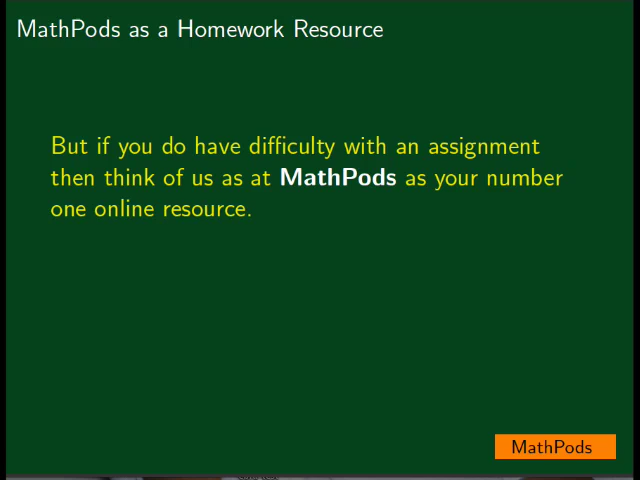 MathPods as a Homework Resource
But if you do have difficulty with an assignment
then think of us as at MathPods as your number
one online resource.
MathPods